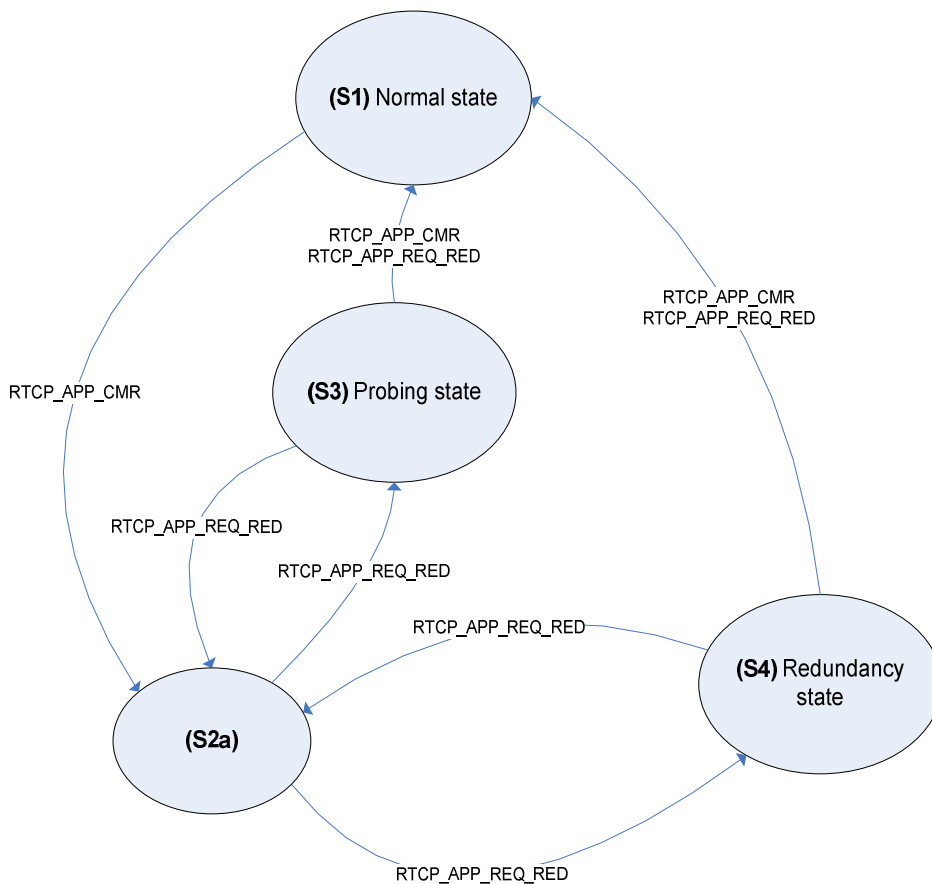 (S1) Normal state
RTCP_APP_CMR
RTCP_APP_REQ_RED
RTCP_APP_CMR
RTCP_APP_REQ_RED
RTCP_APP_CMR
(S3) Probing state
RTCP_APP_REQ_RED
RTCP_APP_REQ_RED
RTCP_APP_REQ_RED
(S4) Redundancy
state
(S2a)
RTCP_APP_REQ_RED